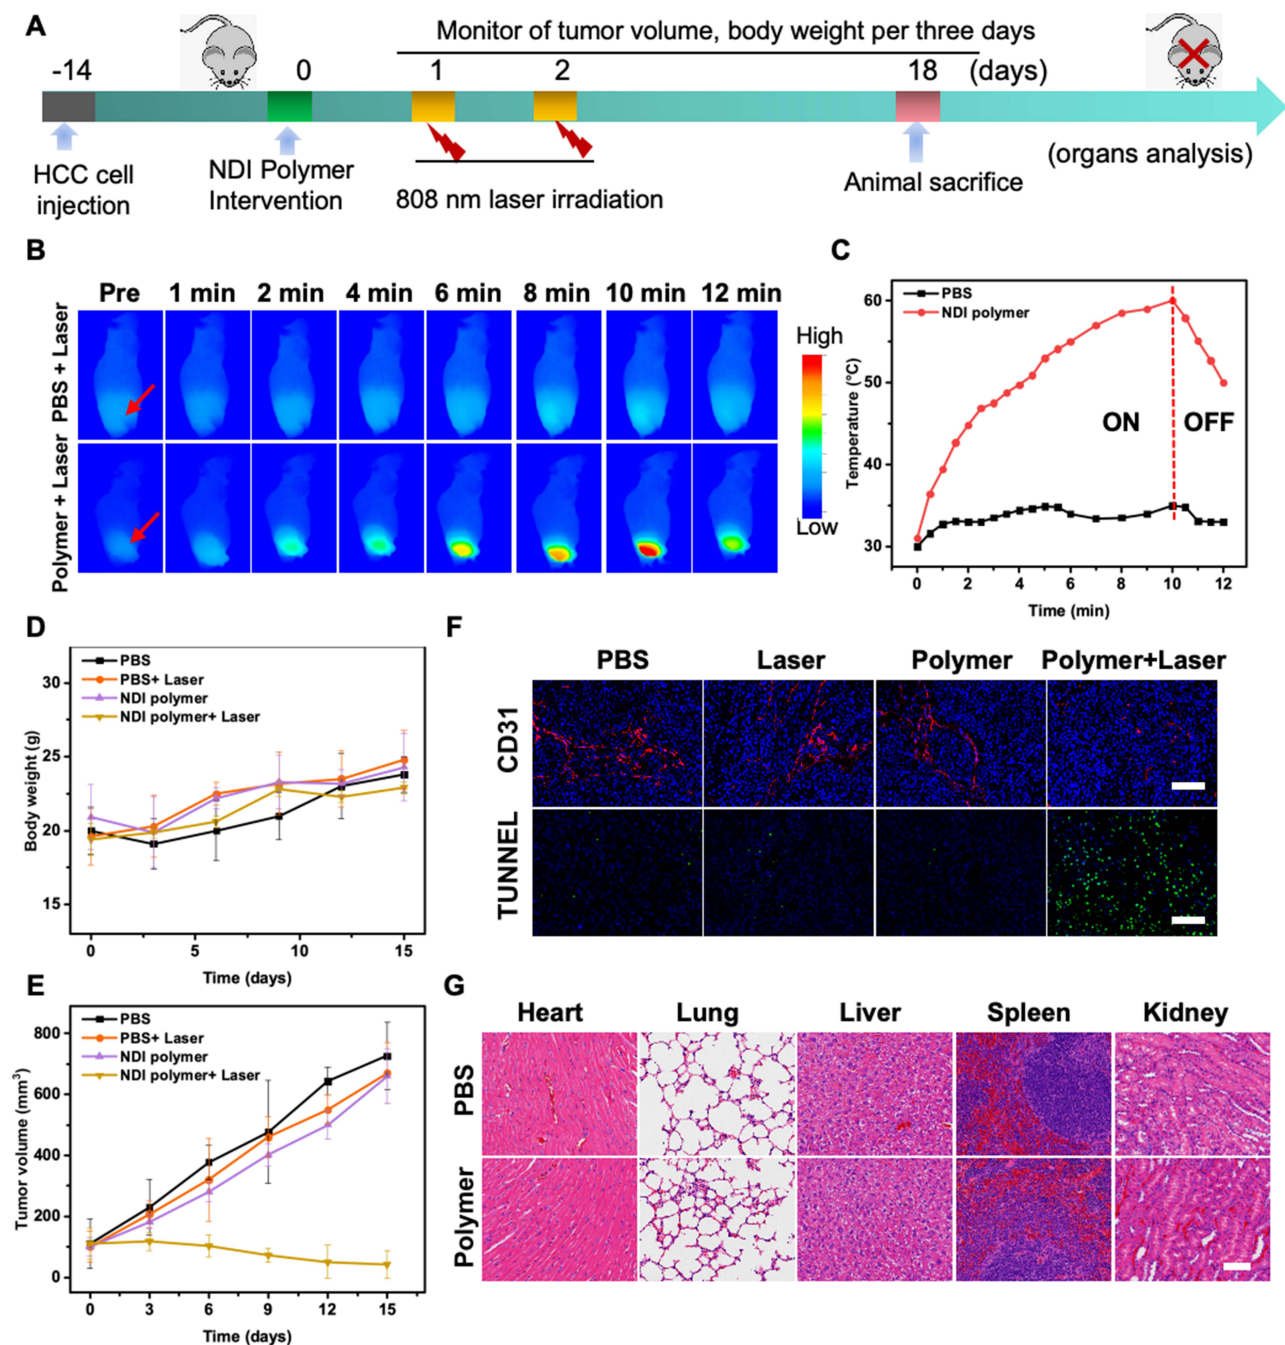 A
Monitor of tumor volume, body weight per three days
-14
0
1
2
18
(days)
HCC cell
injection
NDI Polymer
Intervention
808 nm laser irradiation
Animal sacrifice
(organs analysis)
B
Pre
1 min
2 min
4 min
6 min
8 min
10 min
12 min
PBS + Laser
Polymer + Laser
High
Low
C
PBS
NDI polymer
ON
OFF
Temperature (°C)
60
50
40
30
0
2
4
6
8
10
12
Time (min)
D
PBS
PBS+ Laser
NDI polymer
NDI polymer+ Laser
Body weight (g)
30
25
20
15
0
5
10
15
Time (days)
E
PBS
PBS+ Laser
NDI polymer
NDI polymer+ Laser
Tumor volume (mm³)
800
600
400
200
0
0
3
6
9
12
15
Time (days)
F
PBS
Laser
Polymer
Polymer+Laser
CD31
TUNNEL
G
Heart
Lung
Liver
Spleen
Kidney
PBS
Polymer